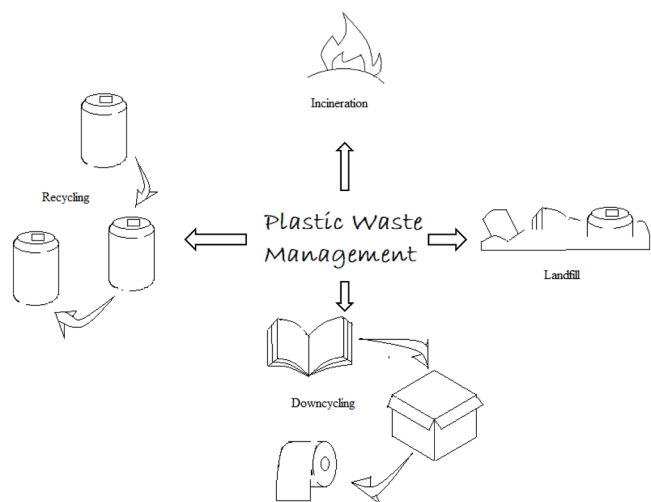 Incineration
Recycling
Plastic Waste
Management
Landfill
Downcycling